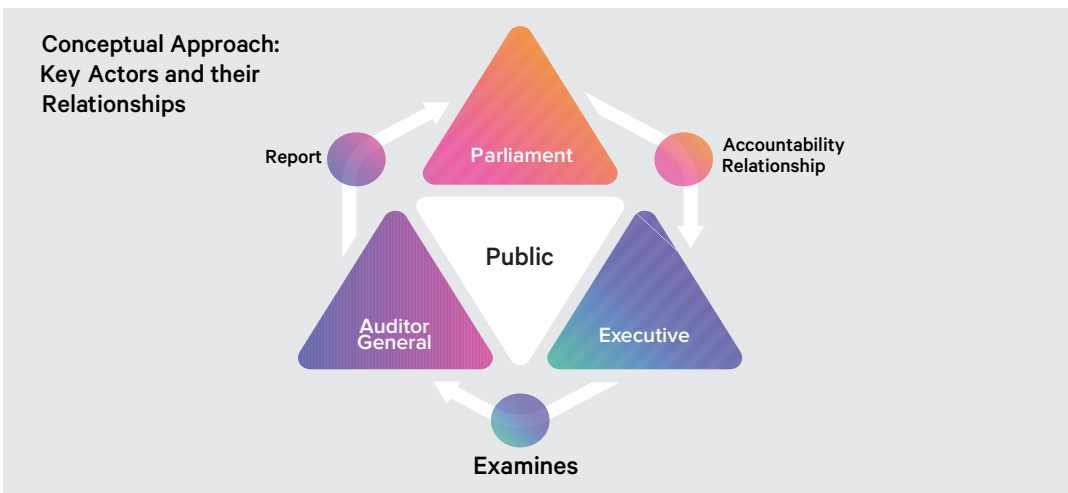 Conceptual Approach:
Key Actors and their
Relationships
Report
Parliament
Accountability
Relationship
Public
Auditor
General
Executive
Examines